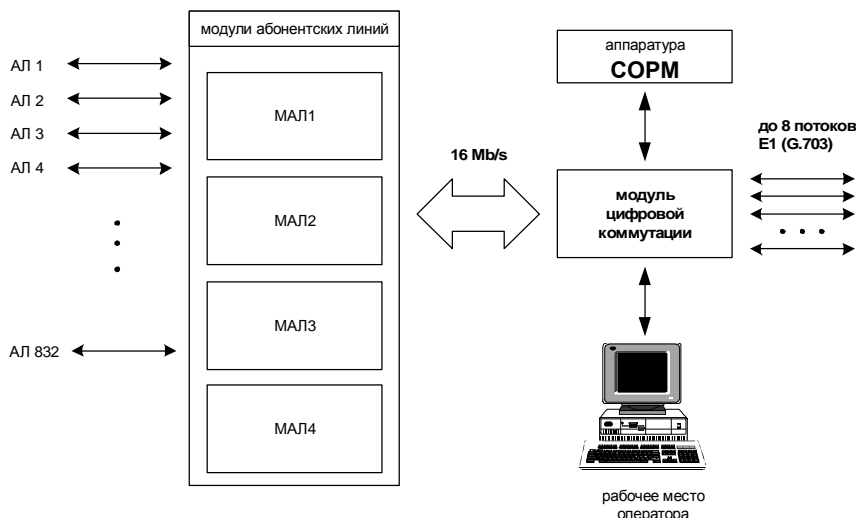 модули абонентских линий
АЛ 1
АЛ 2
АЛ 3
АЛ 4
АЛ 832
МАЛ1
МАЛ2
МАЛ3
МАЛ4
16 Mb/s
аппаратура
СОРМ
модуль
цифровой
коммутации
до 8 потоков
E1 (G.703)
рабочее место
оператора